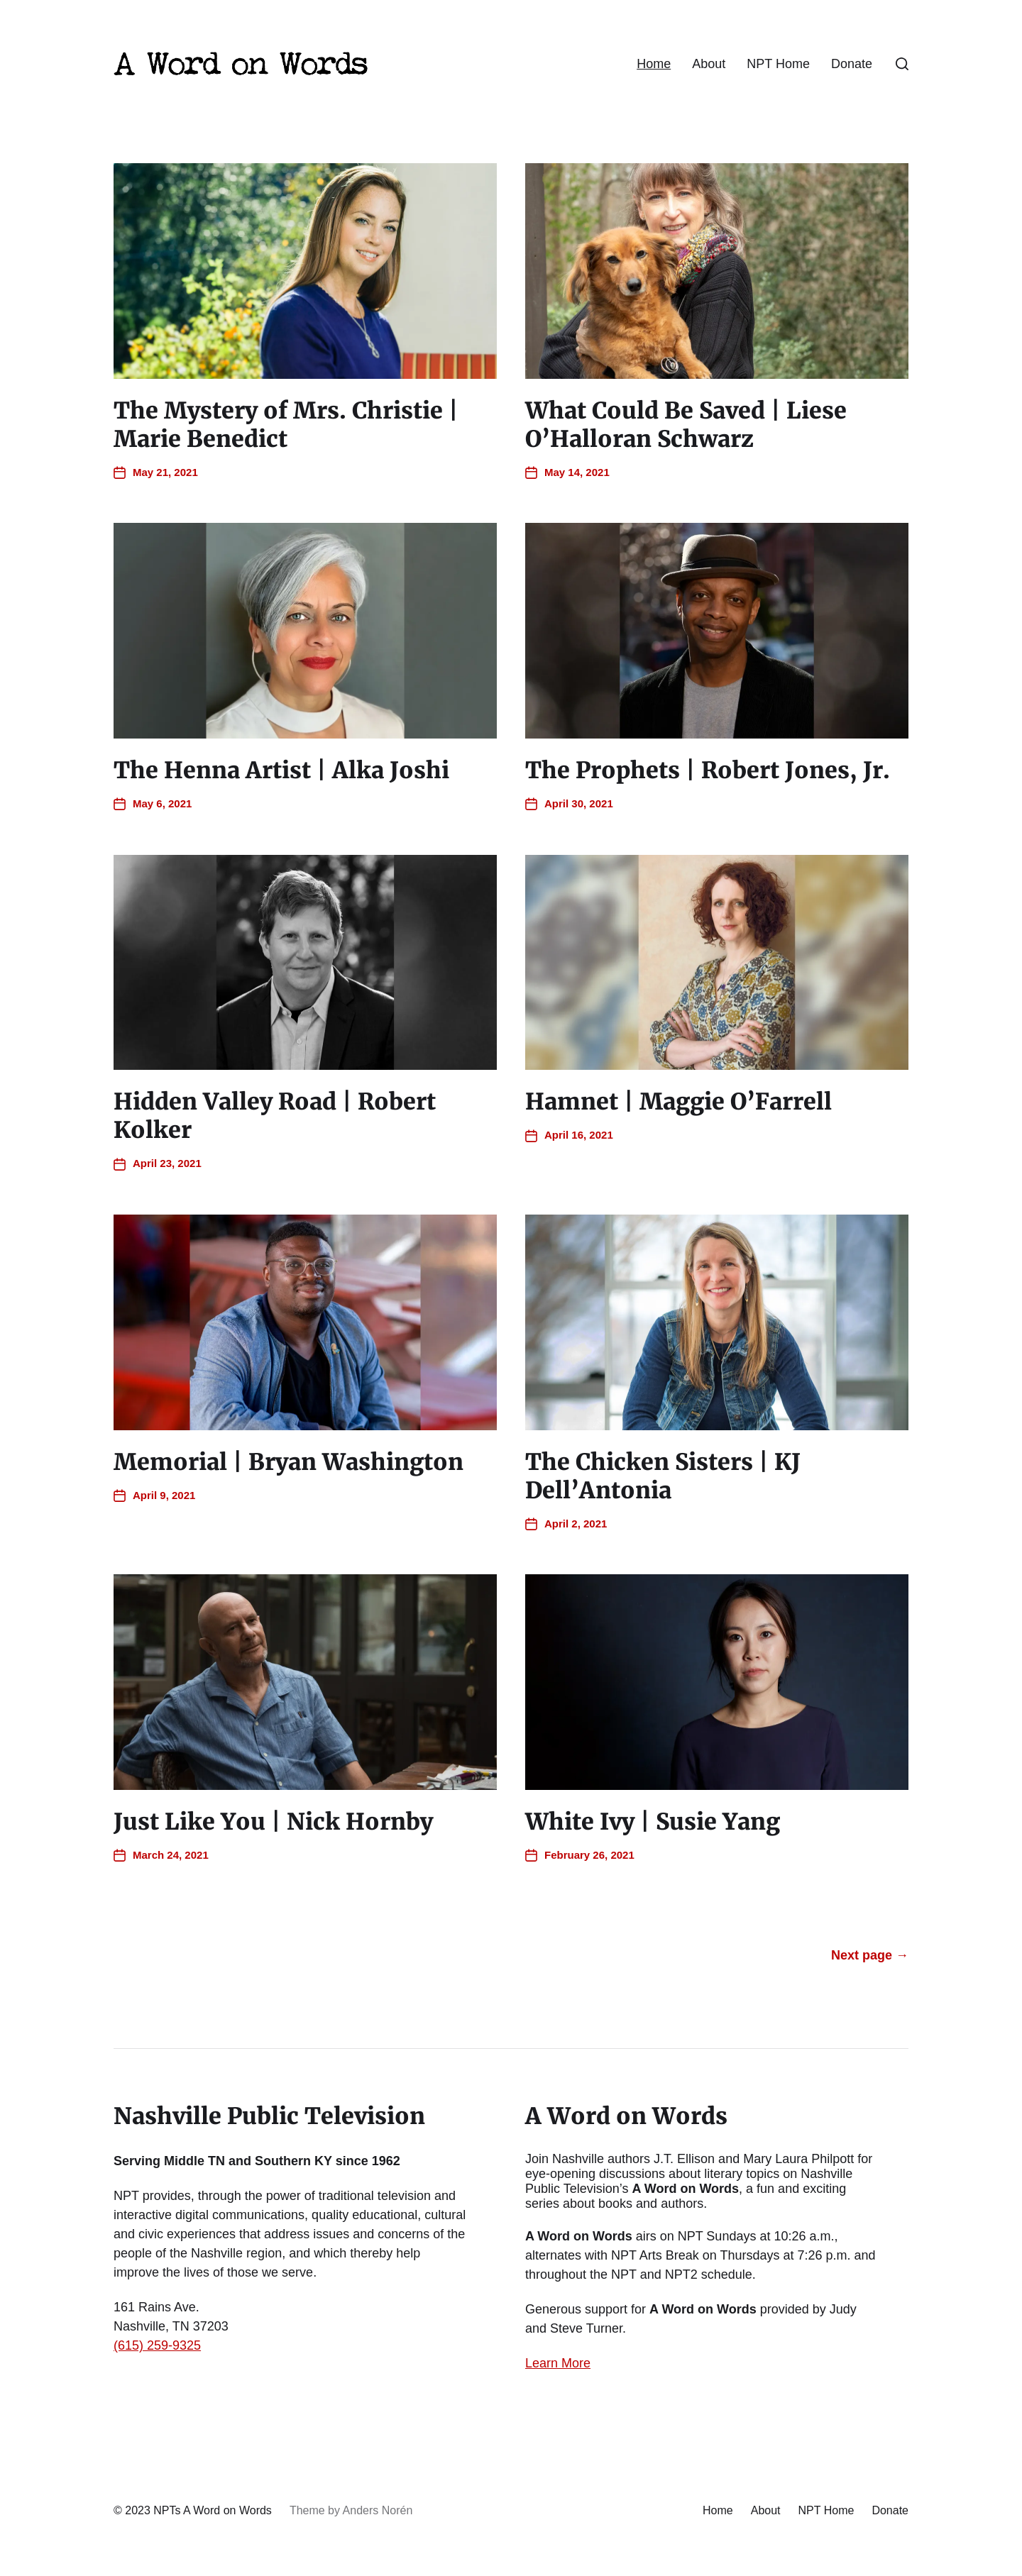 A Word on Words
Home
About
NPT Home
Donate
The Mystery of Mrs. Christie |
Marie Benedict
May 21, 2021
What Could Be Saved | Liese
O’Halloran Schwarz
May 14, 2021
The Henna Artist | Alka Joshi
May 6, 2021
The Prophets | Robert Jones, Jr.
April 30, 2021
Hidden Valley Road | Robert
Kolker
April 23, 2021
Hamnet | Maggie O’Farrell
April 16, 2021
Memorial | Bryan Washington
April 9, 2021
The Chicken Sisters | KJ
Dell’Antonia
April 2, 2021
Just Like You | Nick Hornby
March 24, 2021
White Ivy | Susie Yang
February 26, 2021
Next page →
Nashville Public Television
Serving Middle TN and Southern KY since 1962
NPT provides, through the power of traditional television and
interactive digital communications, quality educational, cultural
and civic experiences that address issues and concerns of the
people of the Nashville region, and which thereby help
improve the lives of those we serve.
161 Rains Ave.
Nashville, TN 37203
(615) 259-9325
A Word on Words
Join Nashville authors J.T. Ellison and Mary Laura Philpott for
eye-opening discussions about literary topics on Nashville
Public Television’s A Word on Words, a fun and exciting
series about books and authors.
A Word on Words airs on NPT Sundays at 10:26 a.m.,
alternates with NPT Arts Break on Thursdays at 7:26 p.m. and
throughout the NPT and NPT2 schedule.
Generous support for A Word on Words provided by Judy
and Steve Turner.
Learn More
© 2023 NPTs A Word on Words
Theme by Anders Norén
Home
About
NPT Home
Donate